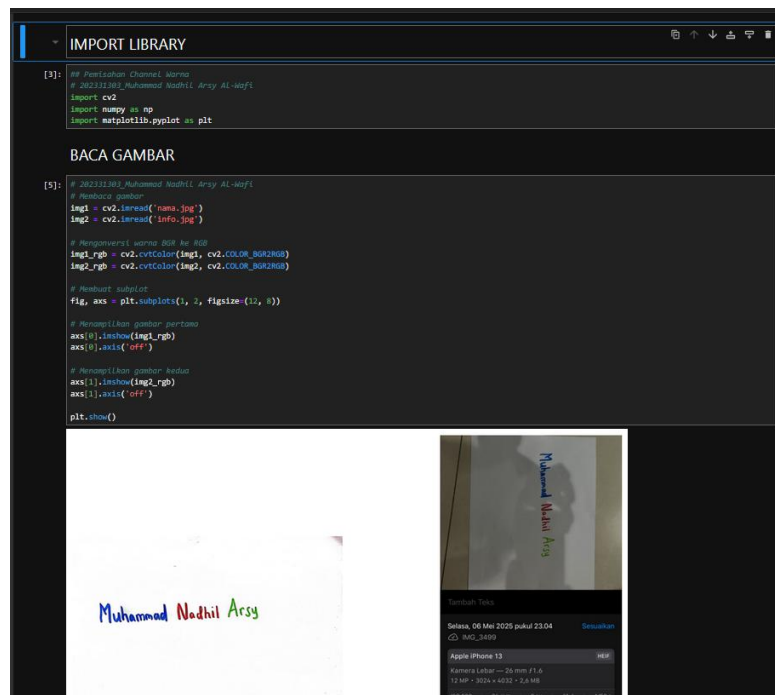 IMPORT LIBRARY
[3]:
## Pemisahan Channel Warna
# 202331303_Muhammad Nadhil Arsy Al-Wafi
import cv2
import numpy as np
import matplotlib.pyplot as plt
BACA GAMBAR
[5]:
# 202331303_Muhammad Nadhil Arsy Al-Wafi
# Membaca gambar
img1 = cv2.imread('nama.jpg')
img2 = cv2.imread('info.jpg')
# Mengonversi warna BGR ke RGB
img1_rgb = cv2.cvtColor(img1, cv2.COLOR_BGR2RGB)
img2_rgb = cv2.cvtColor(img2, cv2.COLOR_BGR2RGB)
# Membuat subplot
fig, axs = plt.subplots(1, 2, figsize=(12, 8))
# Menampilkan gambar pertama
axs[0].imshow(img1_rgb)
axs[0].axis('off')
# Menampilkan gambar kedua
axs[1].imshow(img2_rgb)
axs[1].axis('off')
plt.show()
Muhammad Nadhil Arsy
Muhammad Nadhil Arsy
Tambah Teks
Selasa, 06 Mei 2025 pukul 23.04 Sesuaikan
IMG_3499
Apple iPhone 13 HEIF
Kamera Lebar — 26 mm ƒ1.6
12 MP • 3024 × 4032 • 2,6 MB